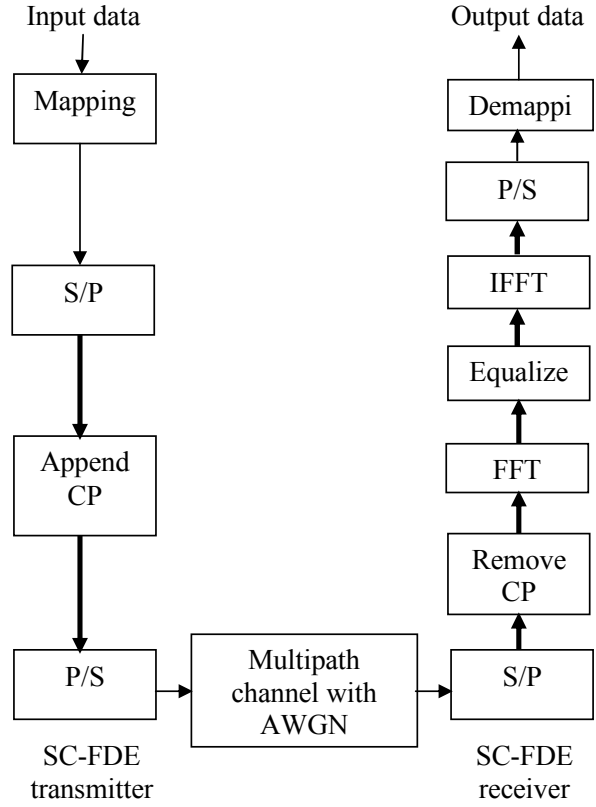 Input data
Mapping
S/P
Append
CP
P/S
SC-FDE
transmitter
Multipath
channel with
AWGN
Output data
Demappi
P/S
IFFT
Equalize
FFT
Remove
CP
S/P
SC-FDE
receiver